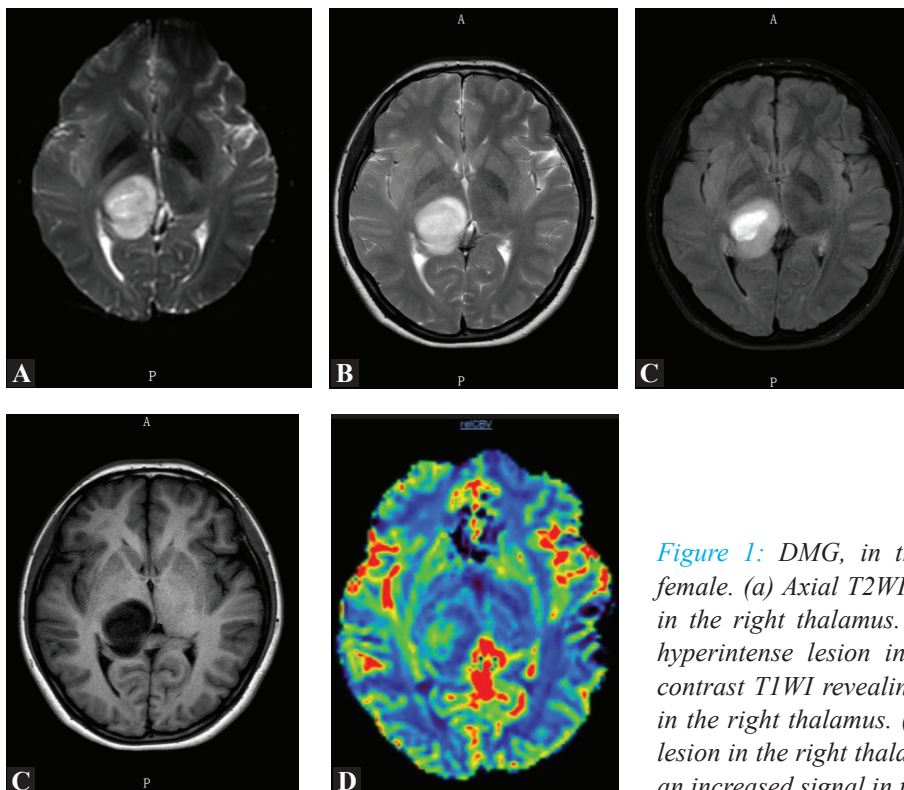 A
A
A
P
B
P
C
P
A
relCBV
C
P
D
Figure 1: DMG, in t
female. (a) Axial T2WI
in the right thalamus.
hyperintense lesion in
contrast T1WI revealin
in the right thalamus. (
lesion in the right thala
an increased signal in t